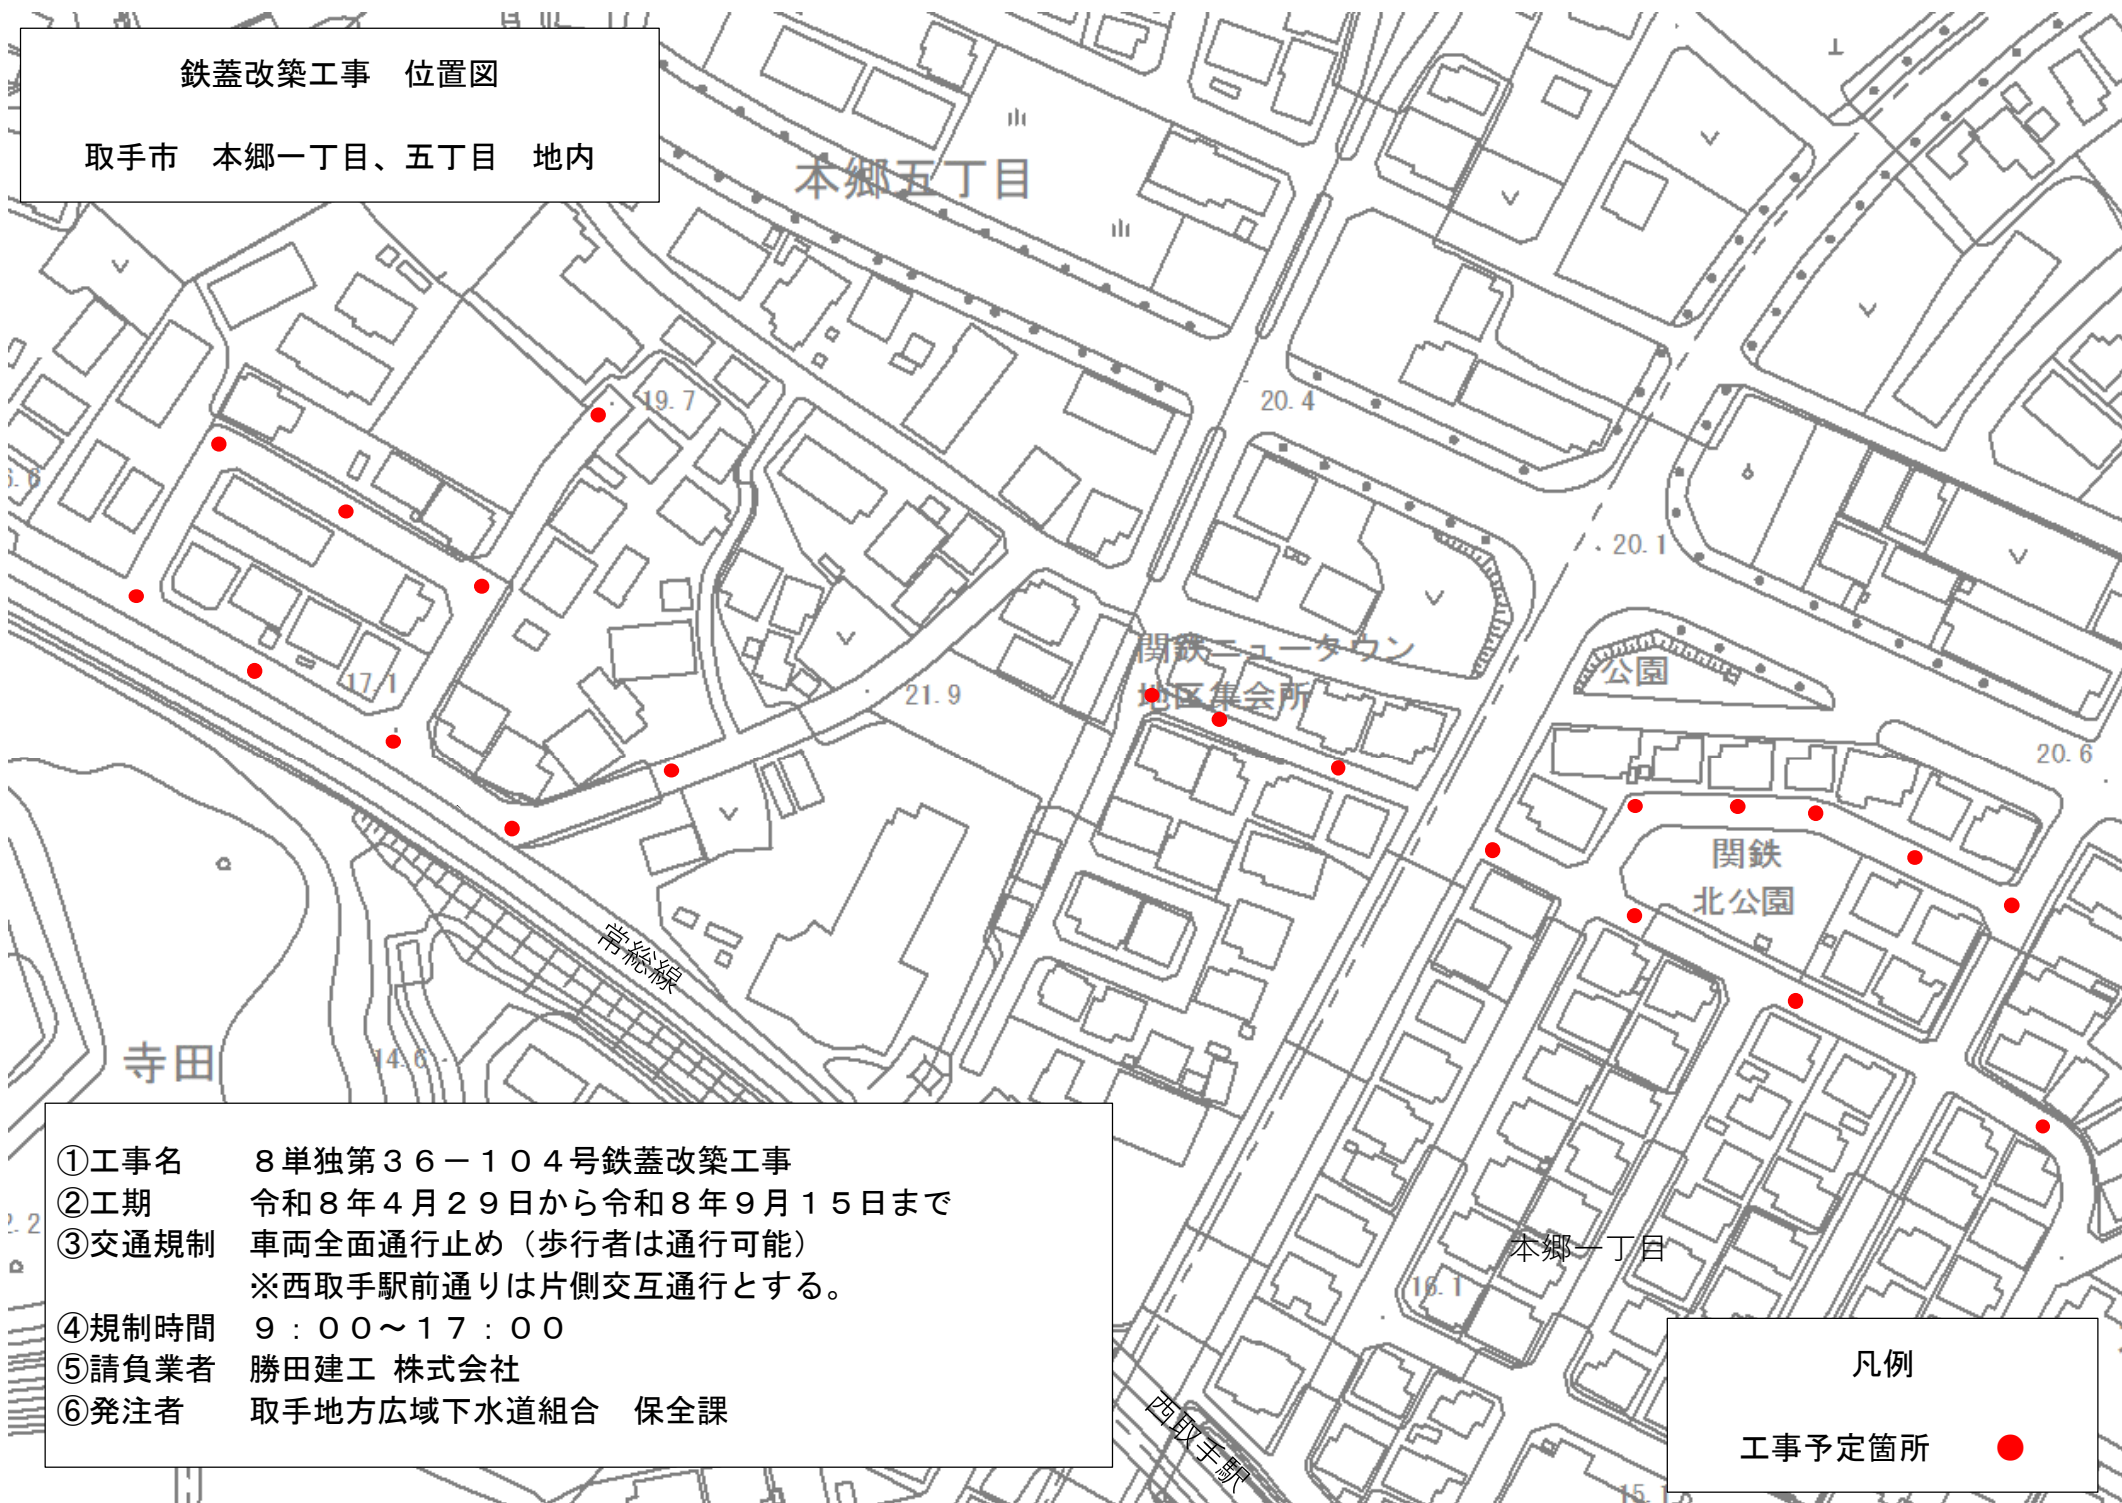 鉄蓋改築工事　位置図
取手市　本郷一丁目、五丁目　地内
本郷五丁目
19.7
20.4
20.1
17.1
21.9
関鉄ニュータウン
地区集会所
公園
20.6
関鉄
北公園
常総線
寺田
14.6
①工事名　８単独第３６－１０４号鉄蓋改築工事
②工期　令和８年４月２９日から令和８年９月１５日まで
③交通規制　車両全面通行止め（歩行者は通行可能）
※西取手駅前通りは片側交互通行とする。
④規制時間　９：００～１７：００
⑤請負業者　勝田建工 株式会社
⑥発注者　取手地方広域下水道組合　保全課
本郷一丁目
16.1
西取手駅
凡例
工事予定箇所